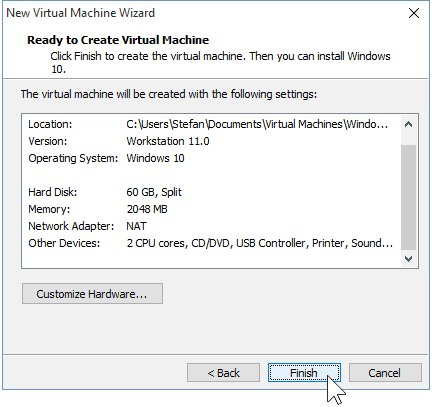 New Virtual Machine Wizard
Ready to Create Virtual Machine
Click Finish to create the virtual machine. Then you can install Windows
10.
The virtual machine will be created with the following settings:
Location: C:\Users\Stefan\Documents\Virtual Machines\Windo...
Version: Workstation 11.0
Operating System: Windows 10
Hard Disk: 60 GB, Split
Memory: 2048 MB
Network Adapter: NAT
Other Devices: 2 CPU cores, CD/DVD, USB Controller, Printer, Sound...
Customize Hardware...
< Back Finish Cancel